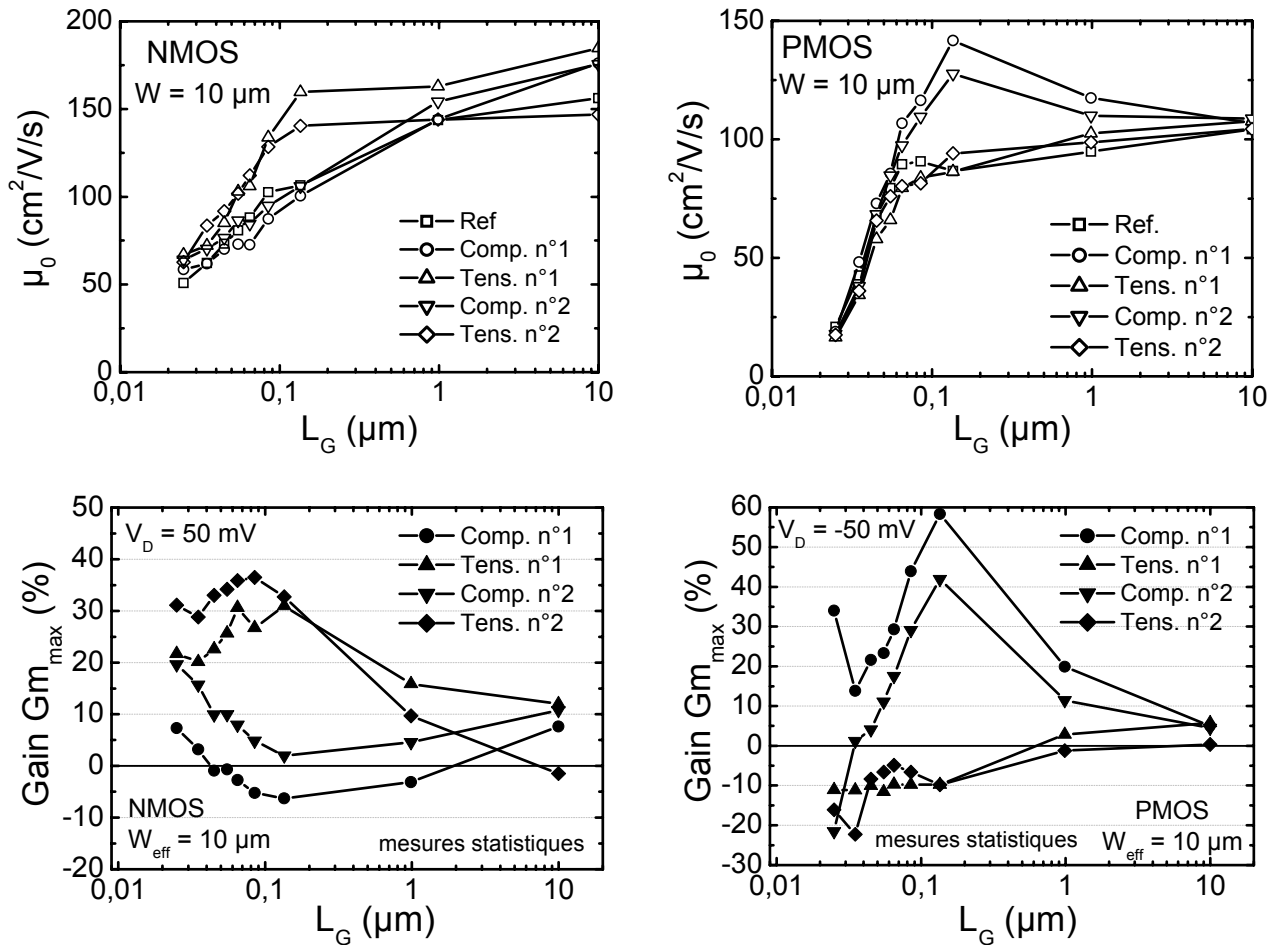 NMOS
W = 10 µm
Ref
Comp. n°1
Tens. n°1
Comp. n°2
Tens. n°2
200
150
100
50
0
µ0 (cm2/V/s)
0,01
0,1
1
10
LG (µm)
PMOS
W = 10 µm
Ref.
Comp. n°1
Tens. n°1
Comp. n°2
Tens. n°2
150
100
50
0
µ0 (cm2/V/s)
0,01
0,1
1
10
LG (µm)
VD = 50 mV
Comp. n°1
Tens. n°1
Comp. n°2
Tens. n°2
50
40
30
20
10
0
-10
-20
Gain Gmmax (%)
NMOS
Weff = 10 µm
mesures statistiques
0,01
0,1
1
10
LG (µm)
VD = -50 mV
Comp. n°1
Tens. n°1
Comp. n°2
Tens. n°2
60
50
40
30
20
10
0
-10
-20
-30
Gain Gmmax (%)
PMOS
mesures statistiques
Weff = 10 µm
0,01
0,1
1
10
LG (µm)